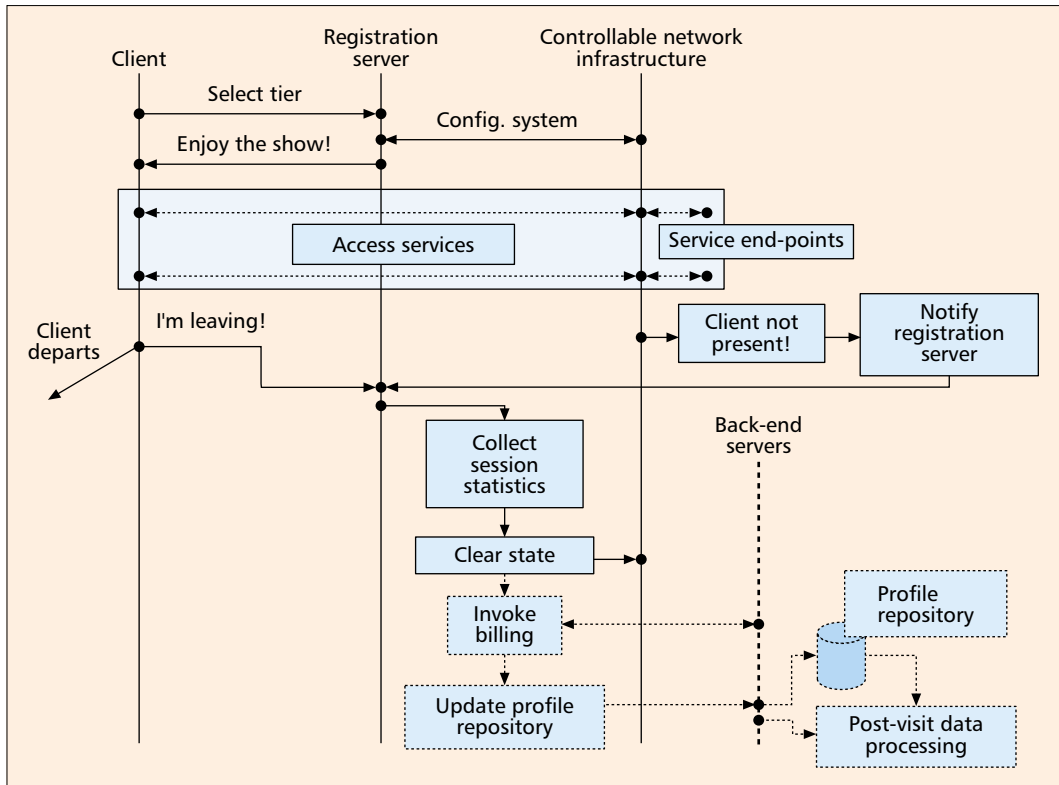 Client
Registration
server
Controllable network
infrastructure
Select tier
Config. system
Enjoy the show!
Access services
Service end-points
I'm leaving!
Client
departs
Client not
present!
Notify
registration
server
Collect
session
statistics
Back-end
servers
Clear state
Invoke
billing
Profile
repository
Update profile
repository
Post-visit data
processing